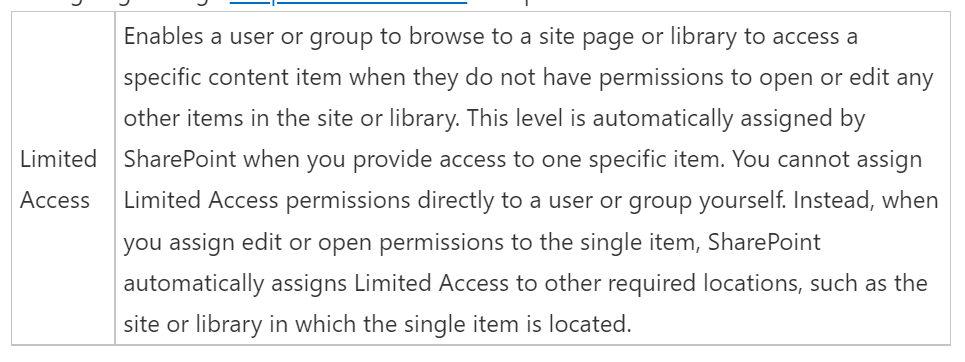 Enables a user or group to browse to a site page or library to access a
specific content item when they do not have permissions to open or edit any
other items in the site or library. This level is automatically assigned by
Limited Access
SharePoint when you provide access to one specific item. You cannot assign
Limited Access permissions directly to a user or group yourself. Instead, when
you assign edit or open permissions to the single item, SharePoint
automatically assigns Limited Access to other required locations, such as the
site or library in which the single item is located.